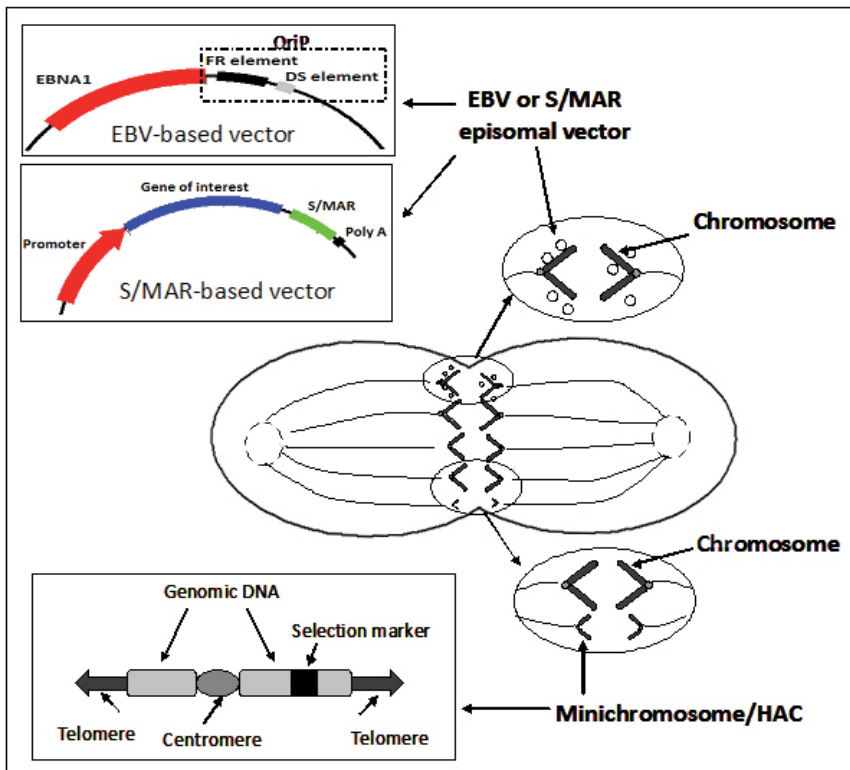 OriP
FR element
EBNA1
DS element
EBV-based vector
EBV or S/MAR
episomal vector
Gene of interest
S/MAR
Poly A
Promoter
S/MAR-based vector
Chromosome
Chromosome
Genomic DNA
Selection marker
Telomere
Centromere
Telomere
Minichromosome/HAC